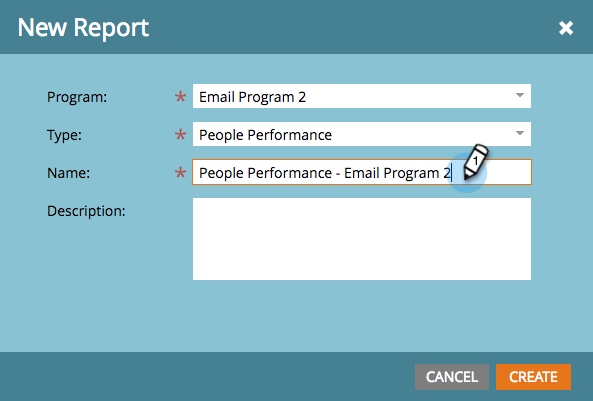 New Report
Program: * Email Program 2
Type: * People Performance
Name: * People Performance - Email Program 2
1
Description:
CANCEL CREATE